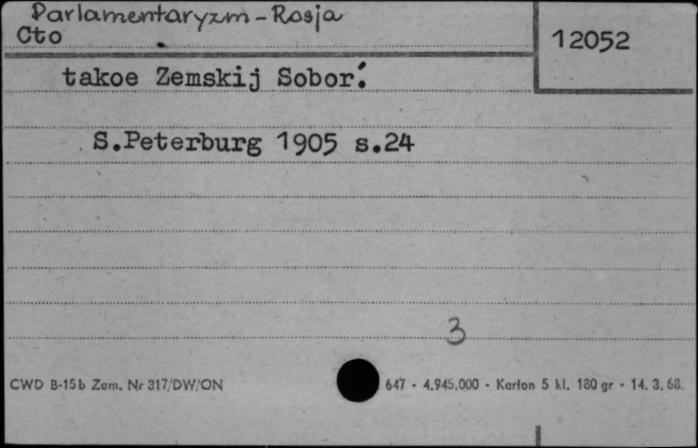 Parlamentaryzm - Rosja
Cto
12052
takoe Zemskij Sobor.
S.Peterburg 1905 s.24
3
CWD B-15b Zam. Nr 317/DW/ON
647 - 4.945.000 - Karton 5 kl. 180 gr - 14.3.68.